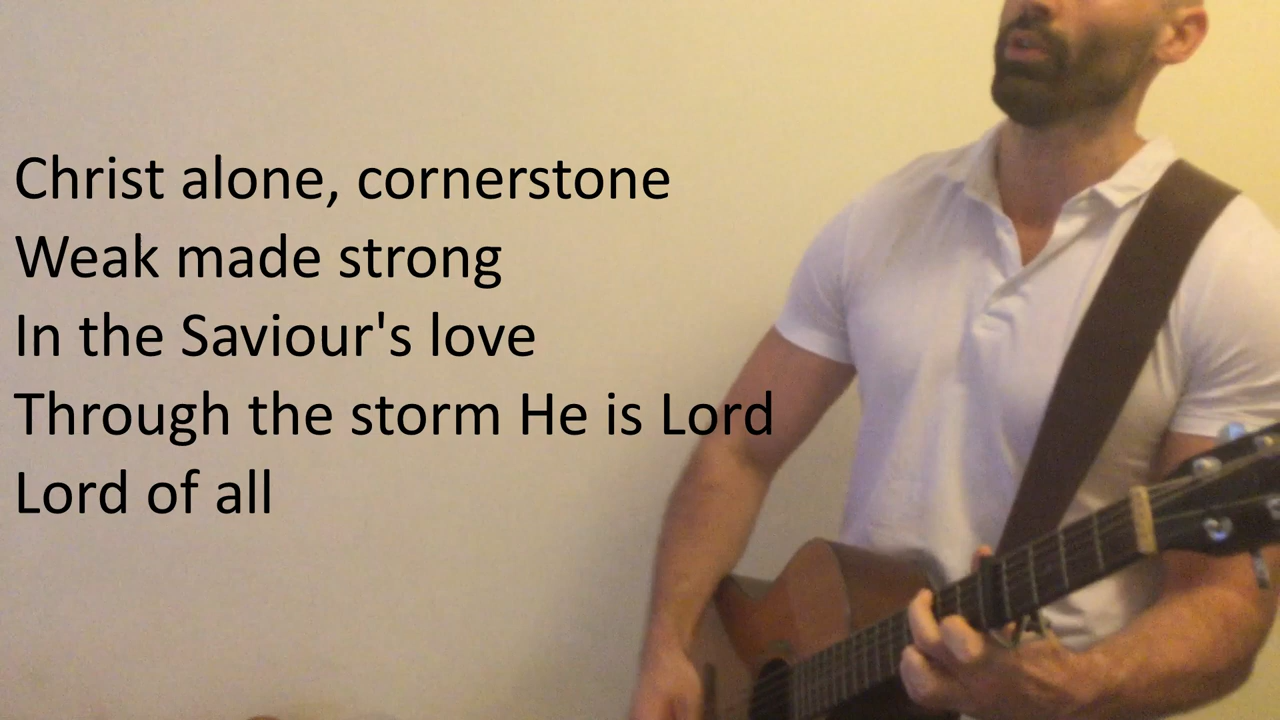 Christ alone, cornerstone
Weak made strong
In the Saviour's love
Through the storm He is Lord
Lord of all